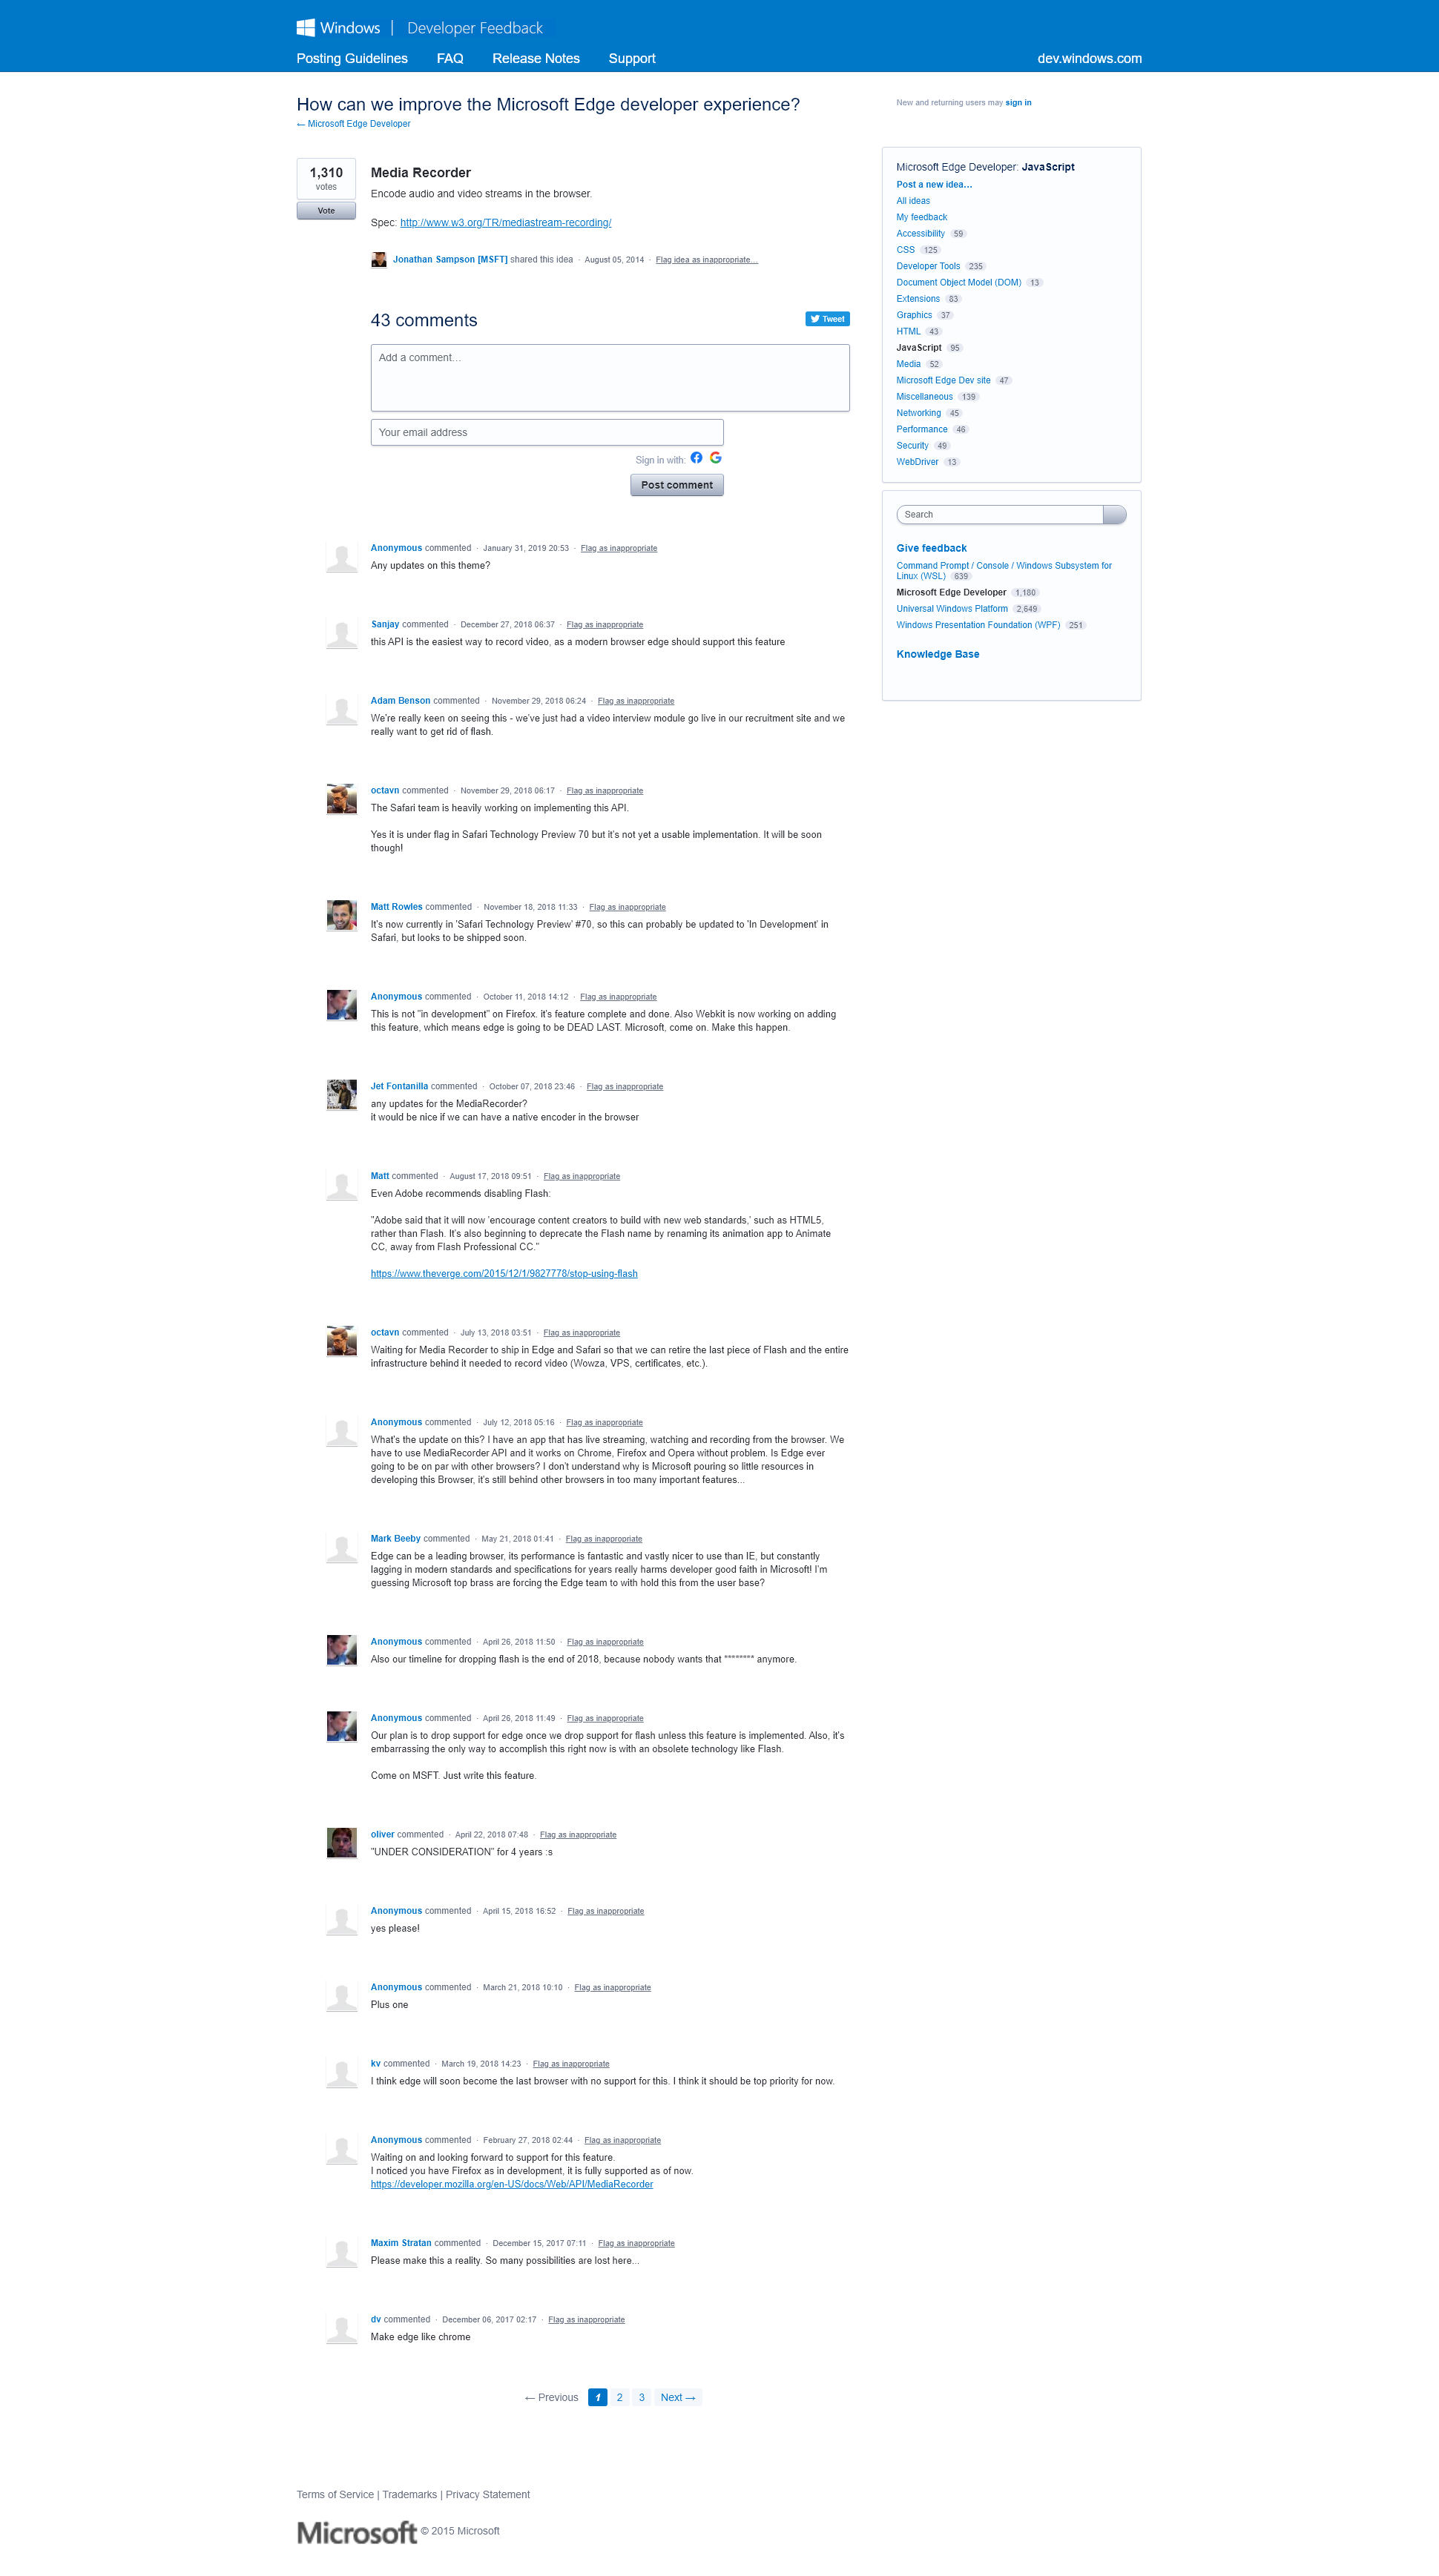 Windows | Developer Feedback
Posting Guidelines FAQ Release Notes Support dev.windows.com
How can we improve the Microsoft Edge developer experience?
← Microsoft Edge Developer
New and returning users may sign in
1,310
votes
Vote
Media Recorder
Encode audio and video streams in the browser.
Spec: http://www.w3.org/TR/mediastream-recording/
Jonathan Sampson [MSFT] shared this idea · August 05, 2014 · Flag idea as inappropriate…
43 comments
Tweet
Add a comment…
Your email address
Sign in with:
Post comment
Anonymous commented · January 31, 2019 20:53 · Flag as inappropriate
Any updates on this theme?
Sanjay commented · December 27, 2018 06:37 · Flag as inappropriate
this API is the easiest way to record video, as a modern browser edge should support this feature
Adam Benson commented · November 29, 2018 06:24 · Flag as inappropriate
We're really keen on seeing this - we've just had a video interview module go live in our recruitment site and we
really want to get rid of flash.
octavn commented · November 29, 2018 06:17 · Flag as inappropriate
The Safari team is heavily working on implementing this API.
Yes it is under flag in Safari Technology Preview 70 but it's not yet a usable implementation. It will be soon
though!
Matt Rowles commented · November 18, 2018 11:33 · Flag as inappropriate
It's now currently in 'Safari Technology Preview' #70, so this can probably be updated to 'In Development' in
Safari, but looks to be shipped soon.
Anonymous commented · October 11, 2018 14:12 · Flag as inappropriate
This is not "in development" on Firefox. it's feature complete and done. Also Webkit is now working on adding
this feature, which means edge is going to be DEAD LAST. Microsoft, come on. Make this happen.
Jet Fontanilla commented · October 07, 2018 23:46 · Flag as inappropriate
any updates for the MediaRecorder?
it would be nice if we can have a native encoder in the browser
Matt commented · August 17, 2018 09:51 · Flag as inappropriate
Even Adobe recommends disabling Flash:
"Adobe said that it will now 'encourage content creators to build with new web standards,' such as HTML5,
rather than Flash. It's also beginning to deprecate the Flash name by renaming its animation app to Animate
CC, away from Flash Professional CC."
https://www.theverge.com/2015/12/1/9827778/stop-using-flash
octavn commented · July 13, 2018 03:51 · Flag as inappropriate
Waiting for Media Recorder to ship in Edge and Safari so that we can retire the last piece of Flash and the entire
infrastructure behind it needed to record video (Wowza, VPS, certificates, etc.).
Anonymous commented · July 12, 2018 05:16 · Flag as inappropriate
What's the update on this? I have an app that has live streaming, watching and recording from the browser. We
have to use MediaRecorder API and it works on Chrome, Firefox and Opera without problem. Is Edge ever
going to be on par with other browsers? I don't understand why is Microsoft pouring so little resources in
developing this Browser, it's still behind other browsers in too many important features...
Mark Beeby commented · May 21, 2018 01:41 · Flag as inappropriate
Edge can be a leading browser, its performance is fantastic and vastly nicer to use than IE, but constantly
lagging in modern standards and specifications for years really harms developer good faith in Microsoft! I'm
guessing Microsoft top brass are forcing the Edge team to with hold this from the user base?
Anonymous commented · April 26, 2018 11:50 · Flag as inappropriate
Also our timeline for dropping flash is the end of 2018, because nobody wants that ******** anymore.
Anonymous commented · April 26, 2018 11:49 · Flag as inappropriate
Our plan is to drop support for edge once we drop support for flash unless this feature is implemented. Also, it's
embarrassing the only way to accomplish this right now is with an obsolete technology like Flash.
Come on MSFT. Just write this feature.
oliver commented · April 22, 2018 07:48 · Flag as inappropriate
"UNDER CONSIDERATION" for 4 years :s
Anonymous commented · April 15, 2018 16:52 · Flag as inappropriate
yes please!
Anonymous commented · March 21, 2018 10:10 · Flag as inappropriate
Plus one
kv commented · March 19, 2018 14:23 · Flag as inappropriate
I think edge will soon become the last browser with no support for this. I think it should be top priority for now.
Anonymous commented · February 27, 2018 02:44 · Flag as inappropriate
Waiting on and looking forward to support for this feature.
I noticed you have Firefox as in development, it is fully supported as of now.
https://developer.mozilla.org/en-US/docs/Web/API/MediaRecorder
Maxim Stratan commented · December 15, 2017 07:11 · Flag as inappropriate
Please make this a reality. So many possibilities are lost here...
dv commented · December 06, 2017 02:17 · Flag as inappropriate
Make edge like chrome
← Previous 1 2 3 Next →
Microsoft Edge Developer: JavaScript
Post a new idea…
All ideas
My feedback
Accessibility 59
CSS 125
Developer Tools 235
Document Object Model (DOM) 13
Extensions 83
Graphics 37
HTML 43
JavaScript 95
Media 52
Microsoft Edge Dev site 47
Miscellaneous 139
Networking 45
Performance 46
Security 49
WebDriver 13
Search
Give feedback
Command Prompt / Console / Windows Subsystem for
Linux (WSL) 639
Microsoft Edge Developer 1,180
Universal Windows Platform 2,649
Windows Presentation Foundation (WPF) 251
Knowledge Base
Terms of Service | Trademarks | Privacy Statement
Microsoft © 2015 Microsoft